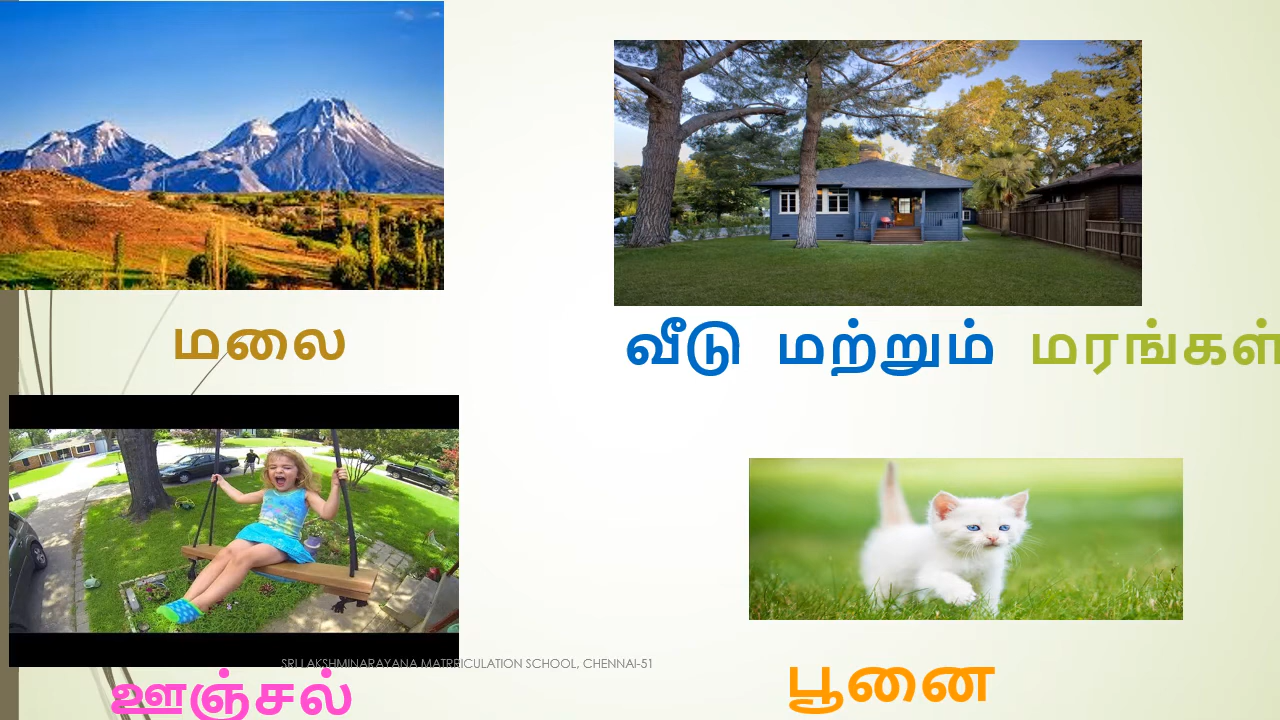 மலை
வீடு மற்றும் மரங்கள்
SRI LAKSHMINARAYANA MATRICULATION SCHOOL, CHENNAI-51
ஊஞ்சல்
பூனை